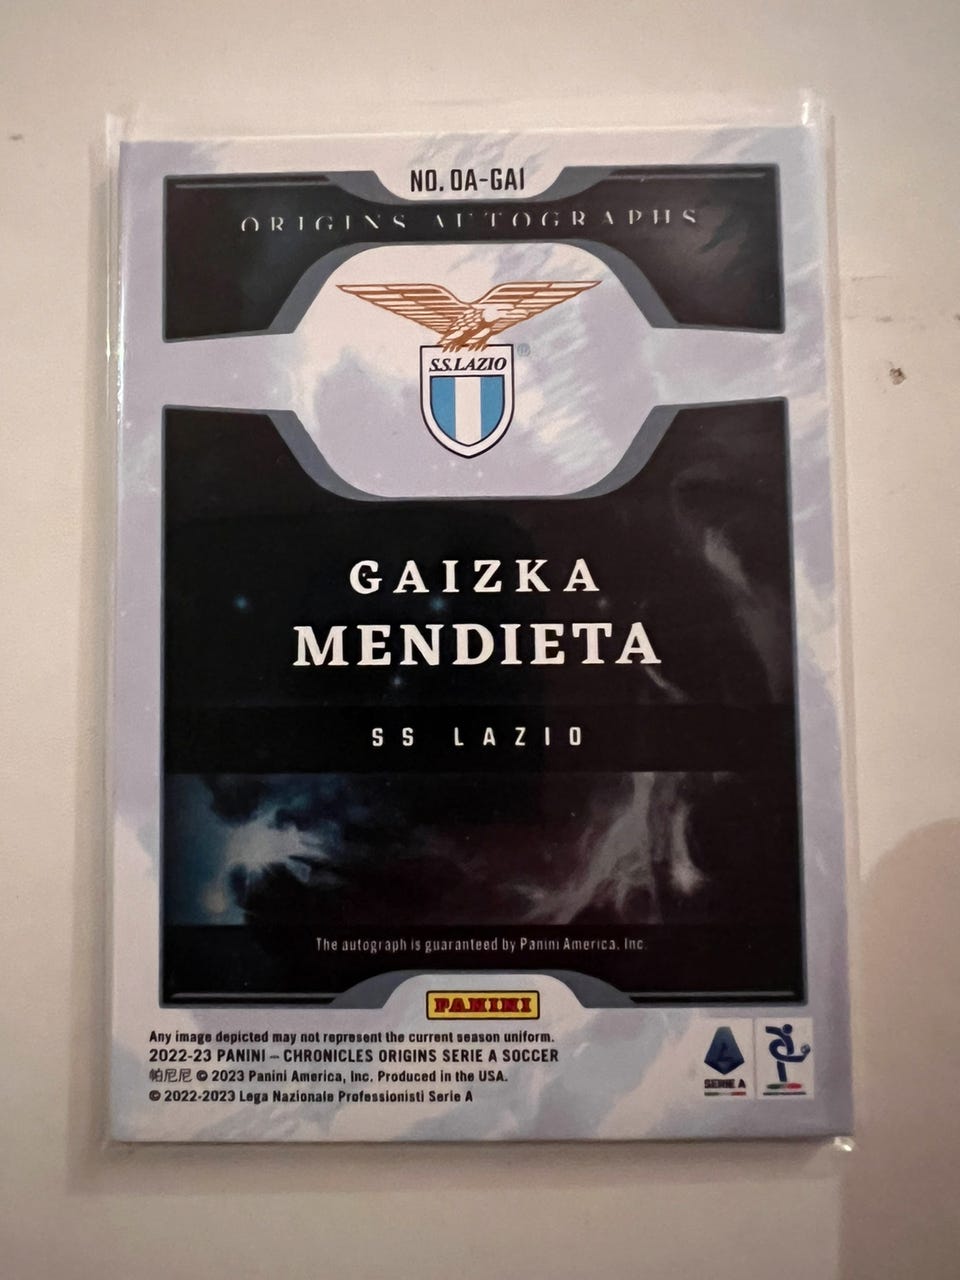 NO. OA-GAI
ORIGINS AUTOGRAPHS
S.S.LAZIO
®
GAIZKA
MENDIETA
SS LAZIO
The autograph is guaranteed by Panini America, Inc.
PANINI
Any image depicted may not represent the current season uniform.
2022-23 PANINI – CHRONICLES ORIGINS SERIE A SOCCER
帕尼尼 © 2023 Panini America, Inc. Produced in the USA.
© 2022-2023 Lega Nazionale Professionisti Serie A
SERIE A